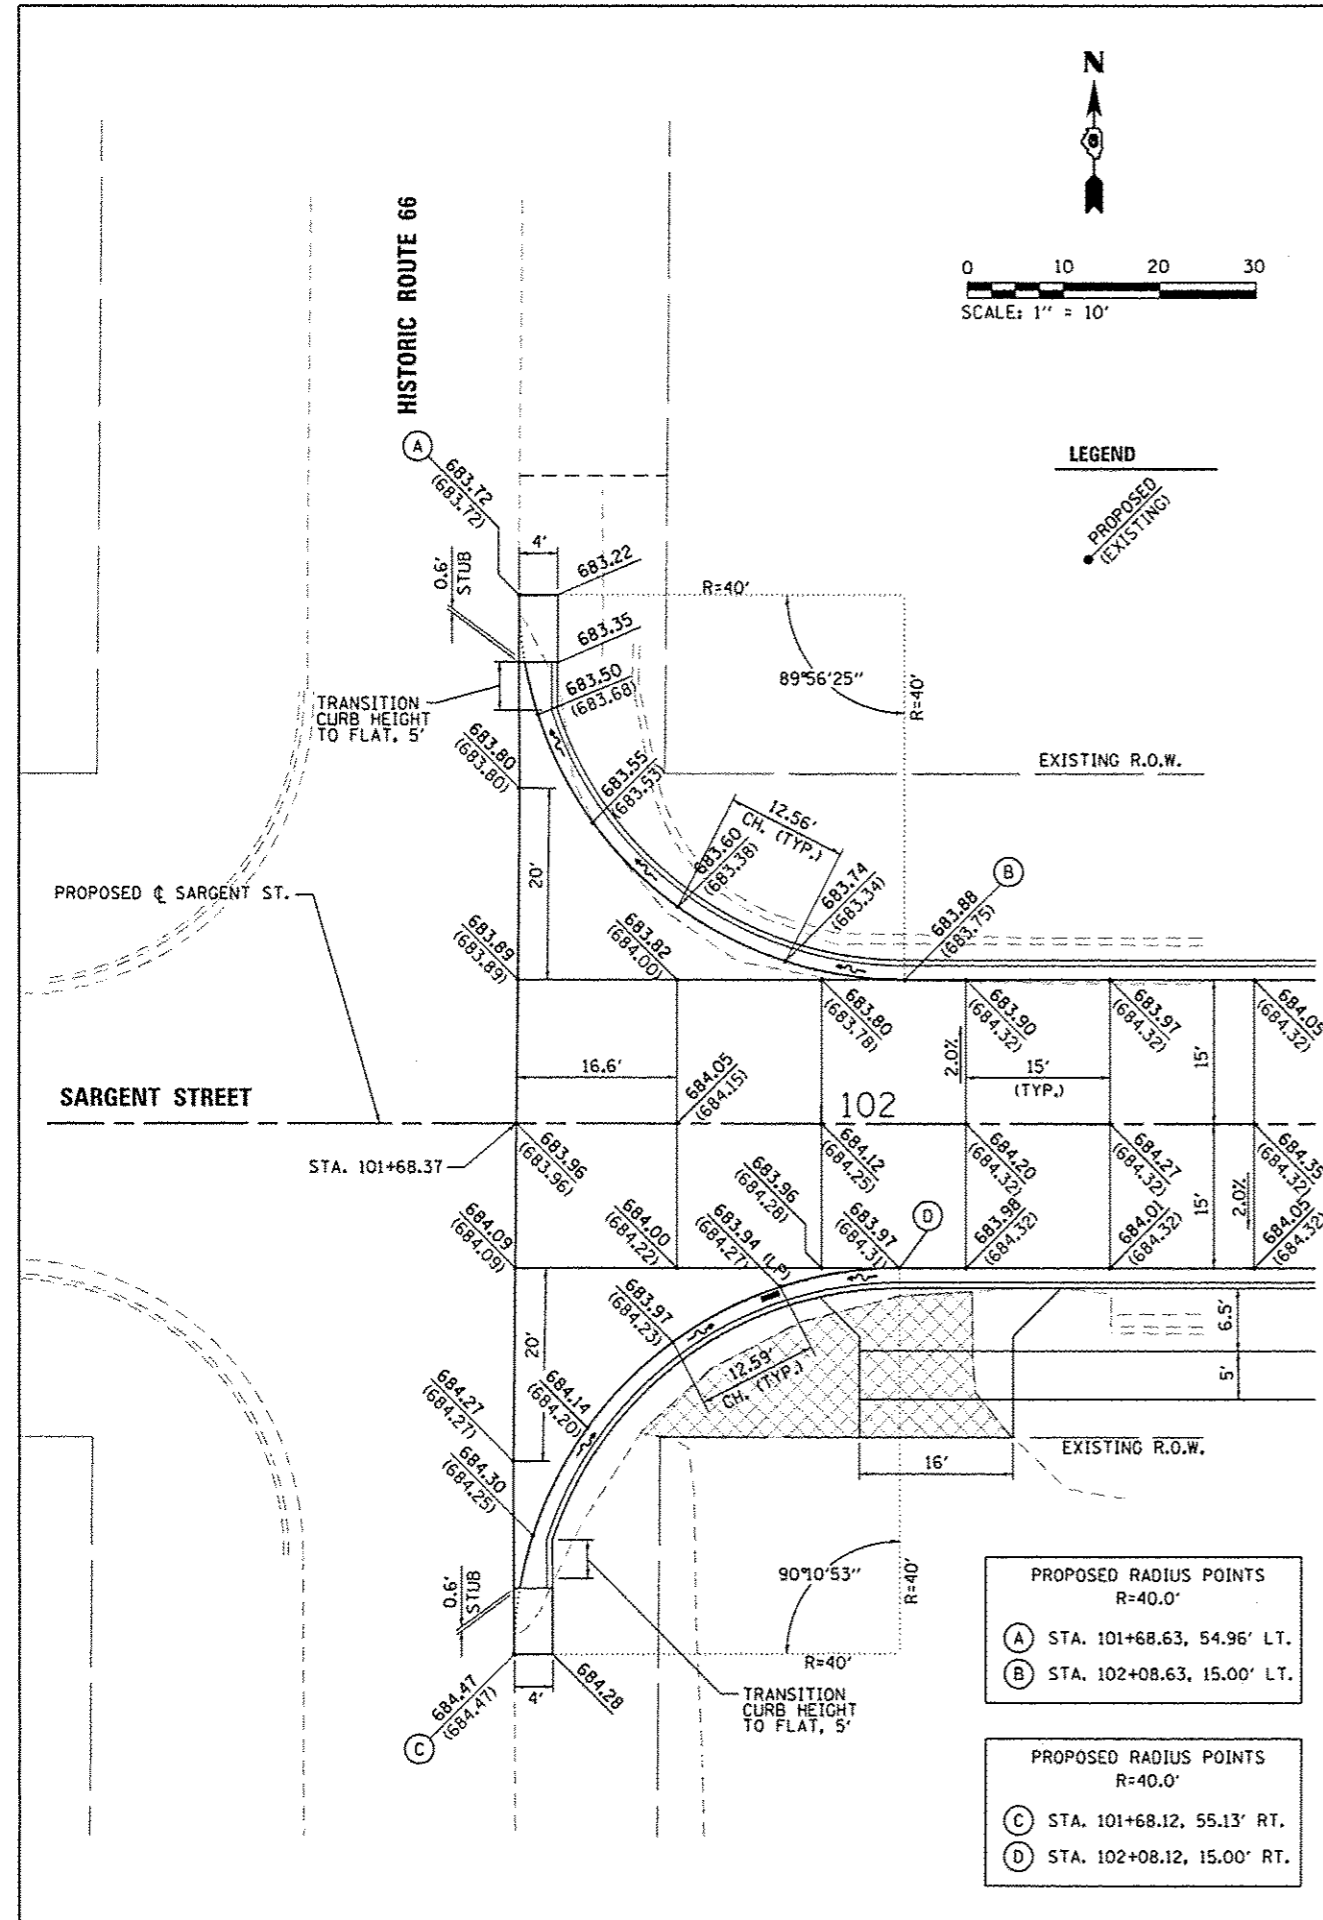 N
0 10 20 30
SCALE: 1" = 10'
HISTORIC ROUTE 66
LEGEND
PROPOSED
(EXISTING)
A
683.72
(683.72)
4'
683.22
0.6'
STUB
R=40'
683.35
89°56'25"
R=40'
683.50
(683.68)
TRANSITION
CURB HEIGHT
TO FLAT, 5'
683.80
(683.80)
683.55
(683.53)
EXISTING R.O.W.
12.56'
CH. (TYP.)
683.60
(683.38)
683.74
(683.34)
B
683.88
(683.75)
20'
PROPOSED ℄ SARGENT ST.
683.89
(683.89)
683.82
(684.00)
683.80
(683.78)
683.90
(684.32)
683.97
(684.32)
684.05
(684.32)
2.0%
15'
16.6'
15'
(TYP.)
684.05
(684.15)
SARGENT STREET
102
STA. 101+68.37
683.96
(683.96)
684.12
(684.25)
684.20
(684.32)
684.27
(684.32)
684.35
(684.32)
683.96
(684.28)
D
15'
2.0%
684.09
(684.09)
684.00
(684.22)
683.94 (LP)
(684.27)
683.97
(684.31)
683.98
(684.32)
684.01
(684.32)
684.05
(684.32)
683.97
(684.23)
20'
12.59'
CH. (TYP.)
6.5'
5'
684.27
(684.27)
684.14
(684.20)
684.30
(684.25)
EXISTING R.O.W.
16'
0.6'
STUB
90°10'53"
R=40'
R=40'
684.47
(684.47)
4'
684.28
C
TRANSITION
CURB HEIGHT
TO FLAT, 5'
PROPOSED RADIUS POINTS
R=40.0'
A STA. 101+68.63, 54.96' LT.
B STA. 102+08.63, 15.00' LT.
PROPOSED RADIUS POINTS
R=40.0'
C STA. 101+68.12, 55.13' RT.
D STA. 102+08.12, 15.00' RT.